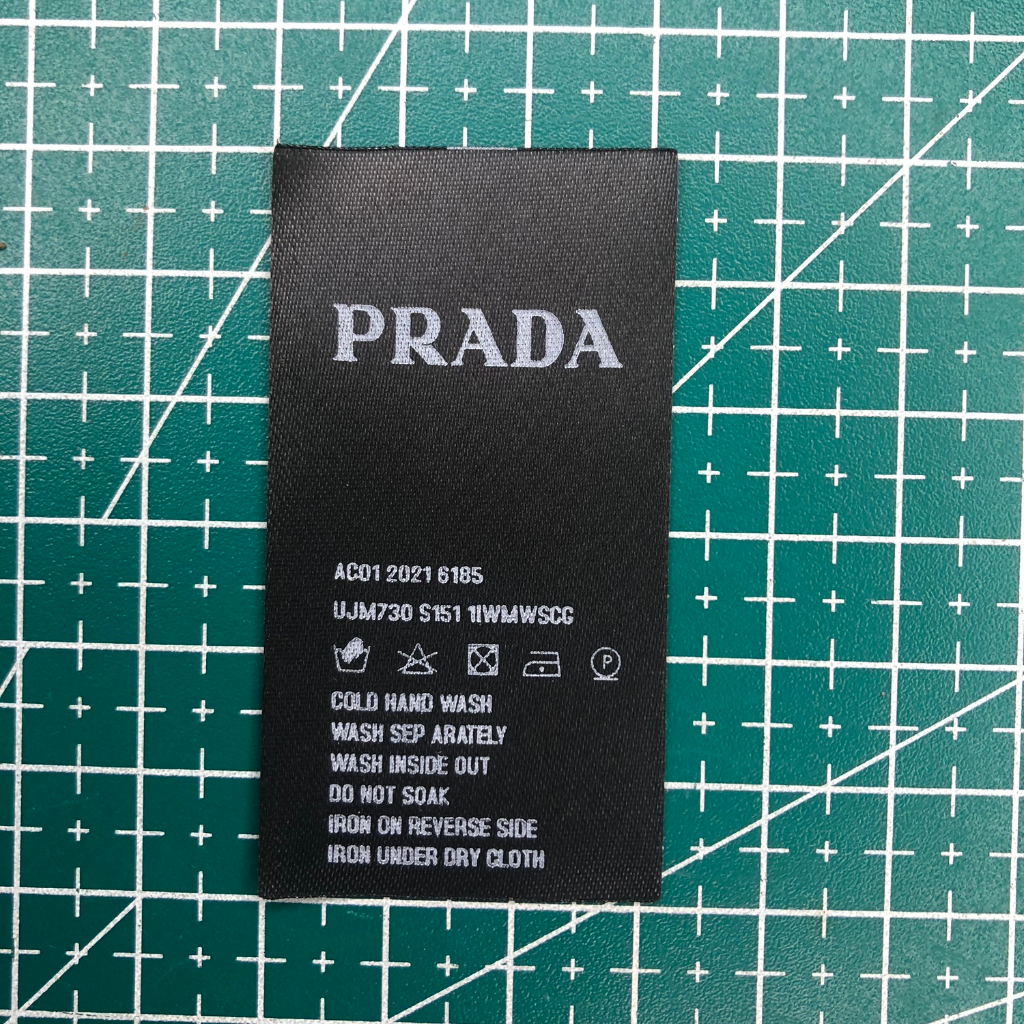 PRADA
AC01 2021 6185
UJM730 S151 1IWMWSCG
P
COLD HAND WASH
WASH SEP ARATELY
WASH INSIDE OUT
DO NOT SOAK
IRON ON REVERSE SIDE
IRON UNDER DRY CLOTH